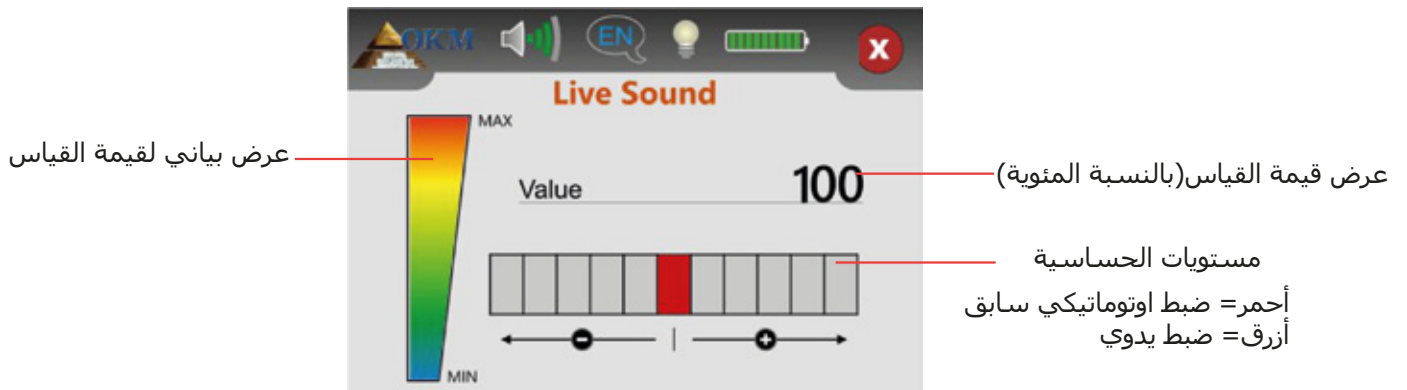 OKM
EN
X
Live Sound
MAX
عرض بياني لقيمة القياس
Value
100
عرض قيمة القياس(بالنسبة المئوية)
مستويات الحساسية
أحمر= ضبط اوتوماتيكي سابق
أزرق= ضبط يدوي
MIN